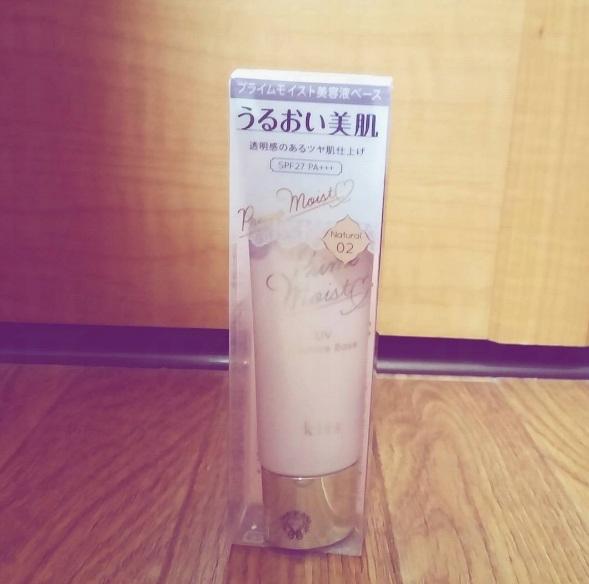 プライムモイスト美容液ベース
うるおい美肌
透明感のあるツヤ肌仕上げ
SPF27 PA+++
Prime Moist
Natural
02
Prime
Moist
UV
Base
kiss